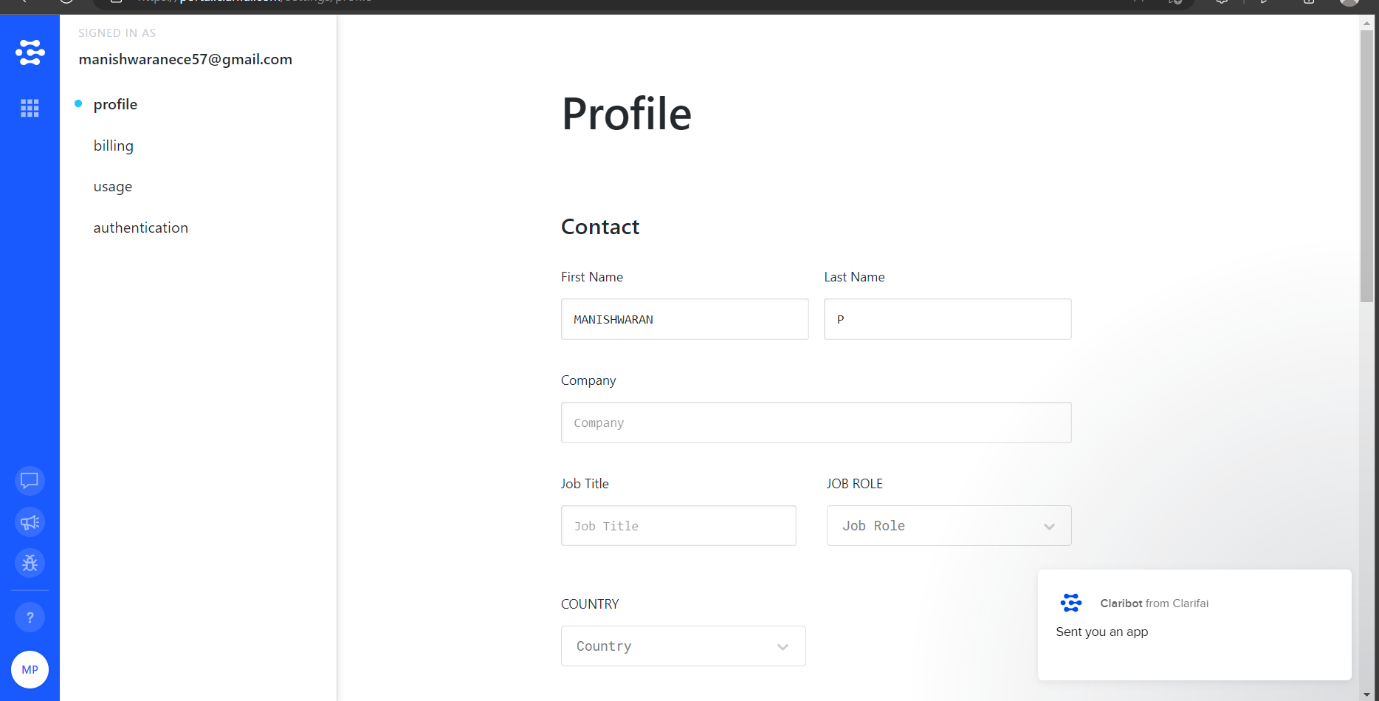 SIGNED IN AS
manishwaranece57@gmail.com
profile
billing
usage
authentication
Profile
Contact
First Name
Last Name
MANISHWARAN
P
Company
Company
Job Title
JOB ROLE
Job Title
Job Role
COUNTRY
Country
Claribot from Clarifai
Sent you an app
?
MP